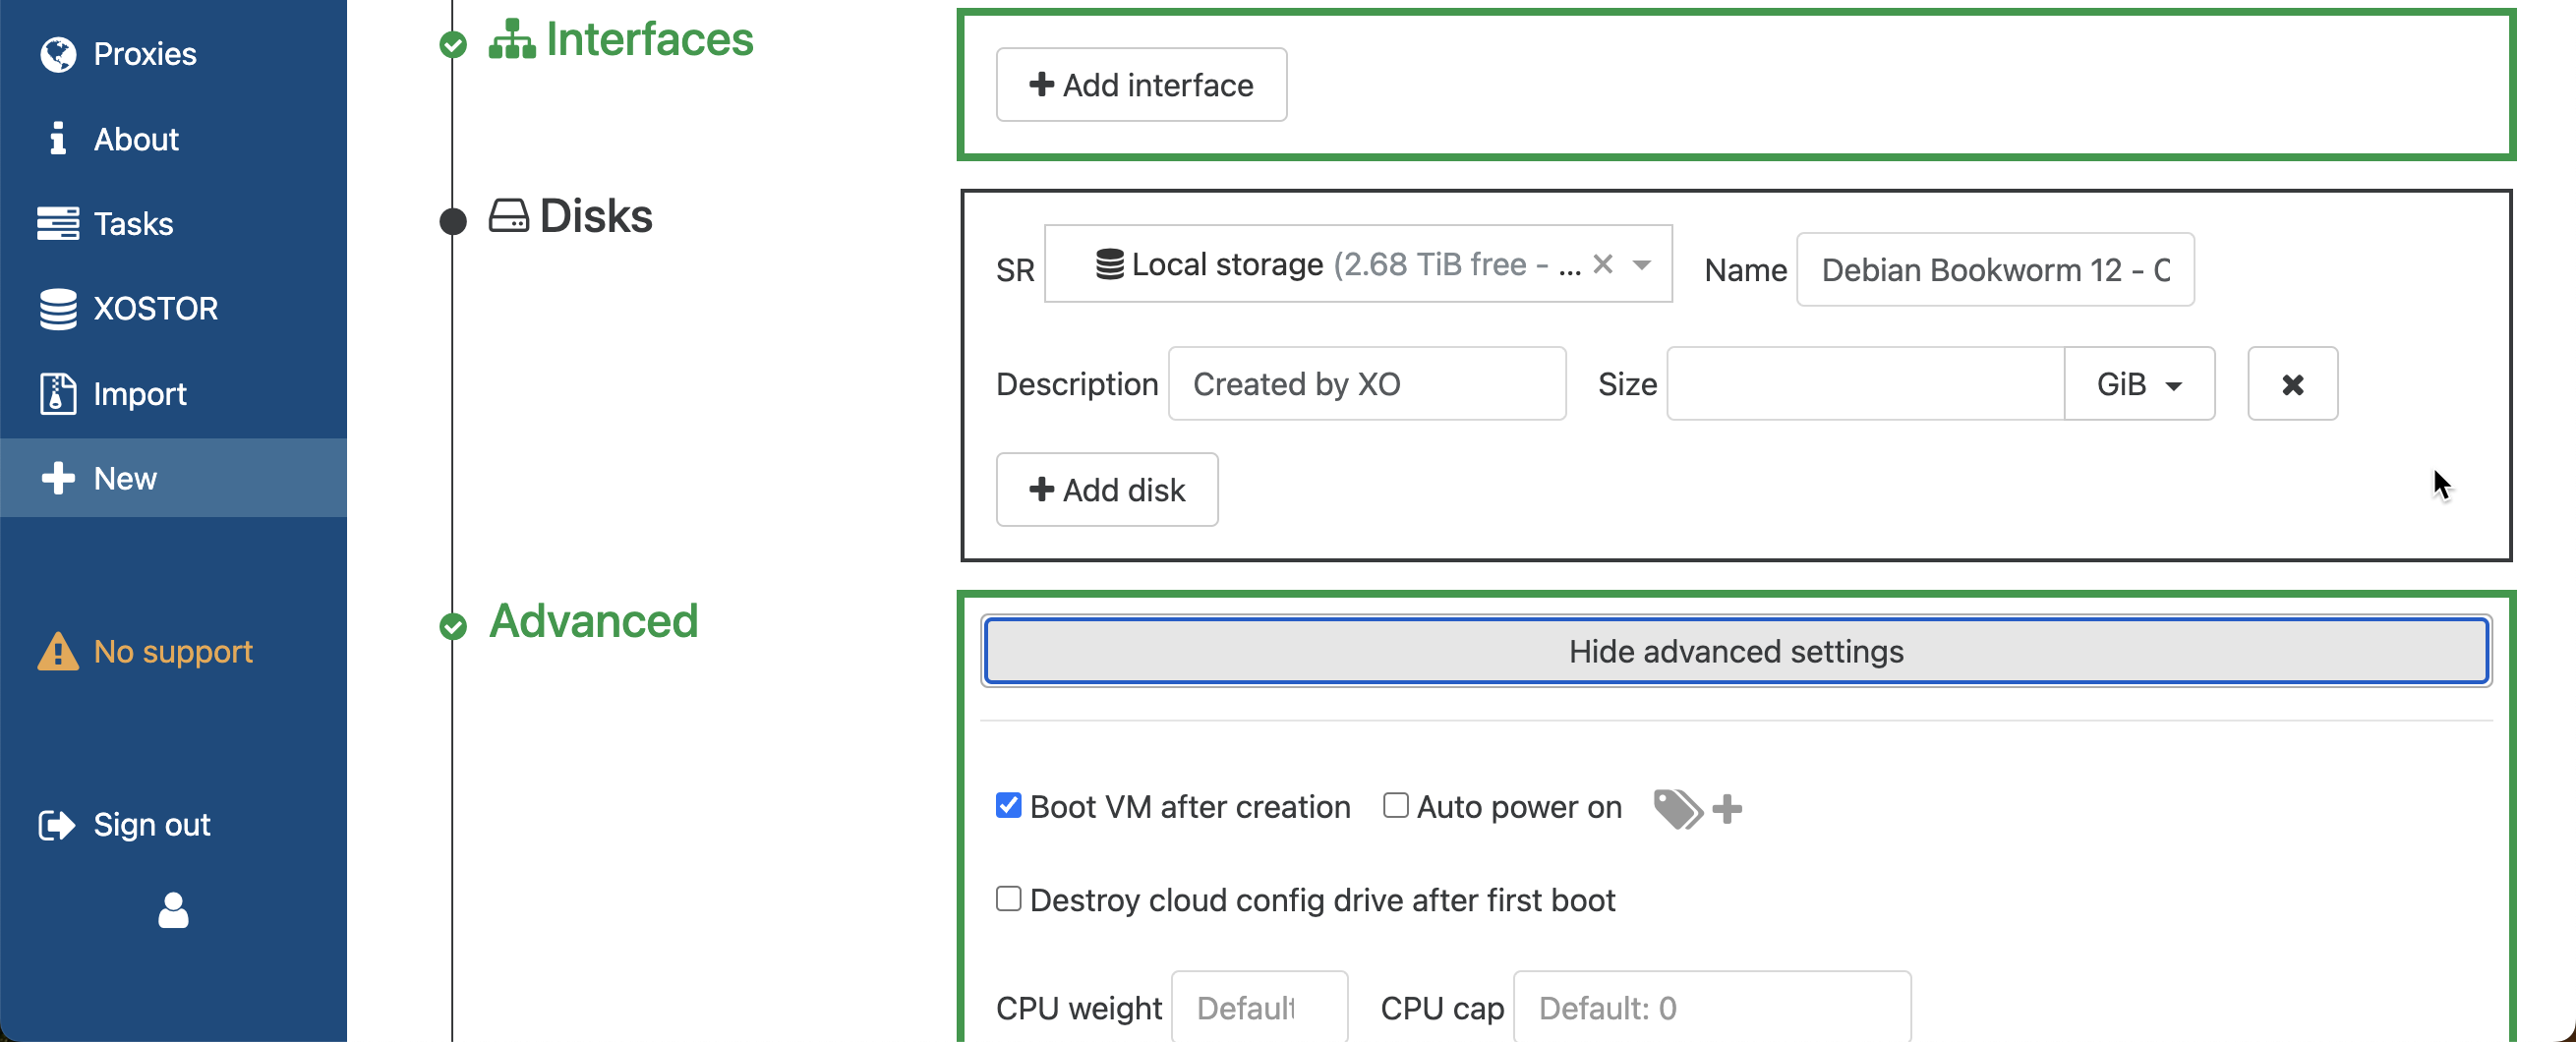 Proxies
About
Tasks
XOSTOR
Import
New
No support
Sign out
Interfaces
Add interface
Disks
SR Local storage (2.68 TiB free - ... Name Debian Bookworm 12 - C
Description Created by XO Size GiB
Add disk
Advanced
Hide advanced settings
Boot VM after creation Auto power on
Destroy cloud config drive after first boot
CPU weight Default CPU cap Default: 0